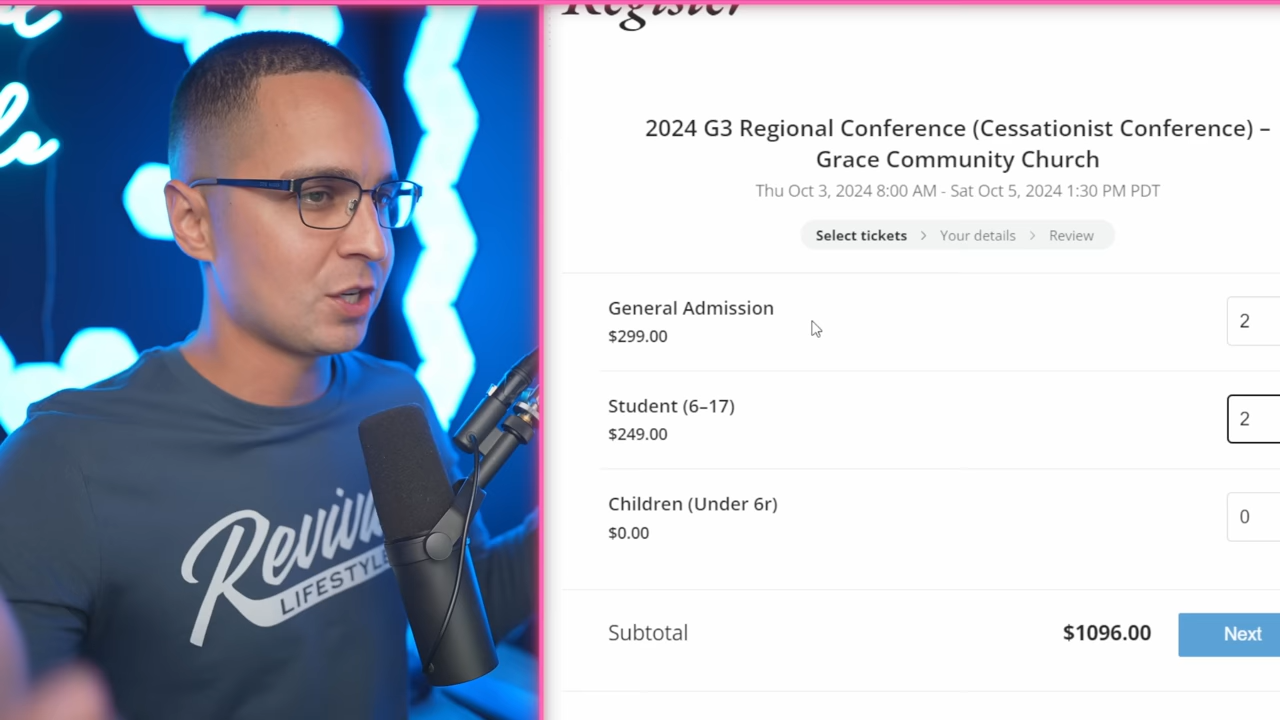 Register
2024 G3 Regional Conference (Cessationist Conference) –
Grace Community Church
Thu Oct 3, 2024 8:00 AM - Sat Oct 5, 2024 1:30 PM PDT
Select tickets > Your details > Review
General Admission
$299.00
2
Student (6–17)
$249.00
2
Children (Under 6r)
$0.00
0
Subtotal
$1096.00
Next
LIFESTYLE